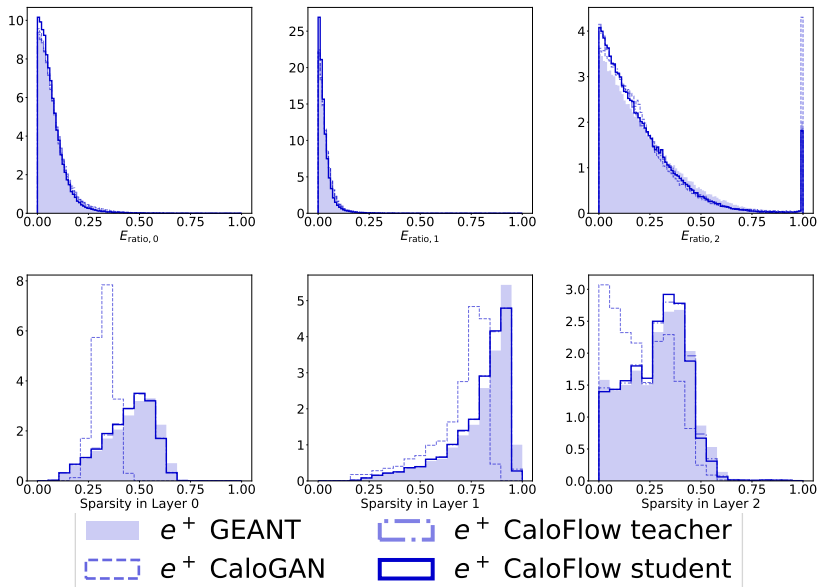 10
8
6
4
2
0
0.00 0.25 0.50 0.75 1.00
E_ratio,0
25
20
15
10
5
0
0.00 0.25 0.50 0.75 1.00
E_ratio,1
4
3
2
1
0
0.00 0.25 0.50 0.75 1.00
E_ratio,2
8
6
4
2
0
0.00 0.25 0.50 0.75 1.00
Sparsity in Layer 0
5
4
3
2
1
0
0.00 0.25 0.50 0.75 1.00
Sparsity in Layer 1
3.0
2.5
2.0
1.5
1.0
0.5
0.0
0.00 0.25 0.50 0.75 1.00
Sparsity in Layer 2
e⁺ GEANT
e⁺ CaloGAN
e⁺ CaloFlow teacher
e⁺ CaloFlow student